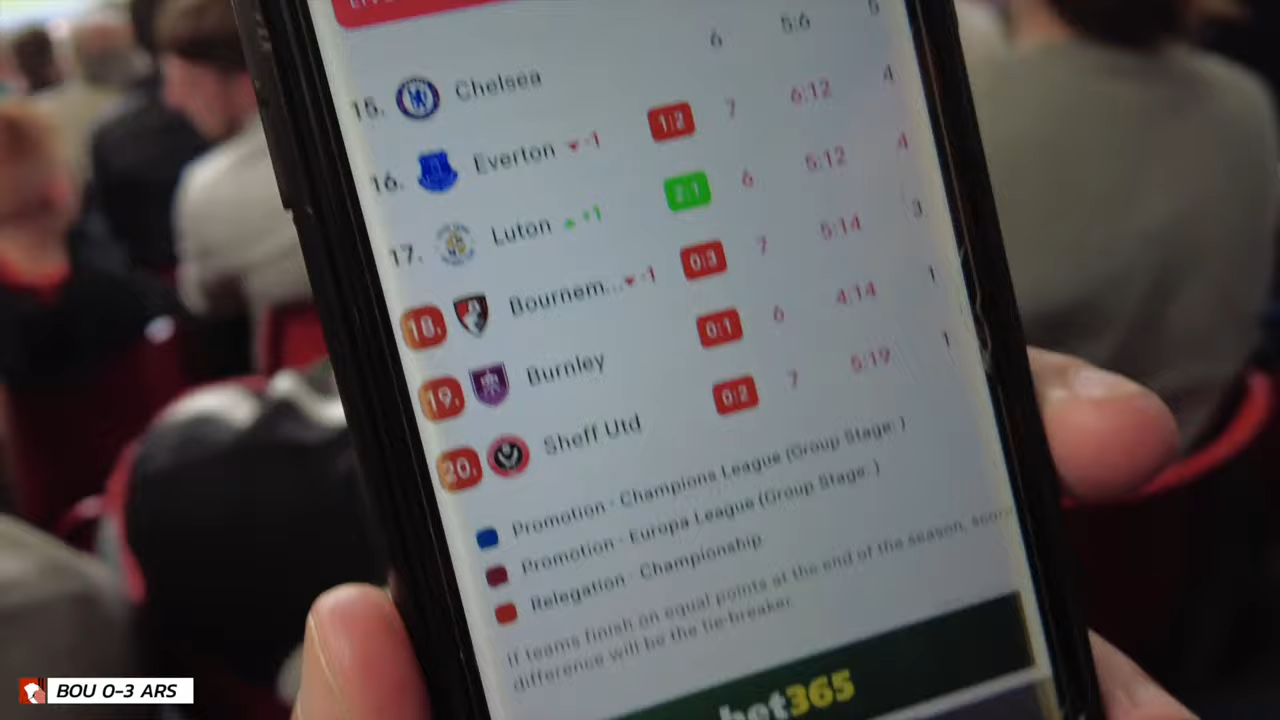 15. Chelsea 6 5:6 5
16. Everton -1 1:2 7 6:12 4
17. Luton +1 2:1 6 5:12 4
18. Bournem... -1 0:3 7 5:14 3
19. Burnley 0:1 6 4:14 1
20. Sheff Utd 0:2 7 5:19 1
Promotion - Champions League (Group Stage: )
Promotion - Europa League (Group Stage: )
Relegation - Championship
If teams finish on equal points at the end of the season, score
difference will be the tie-breaker.
bet365
BOU 0-3 ARS